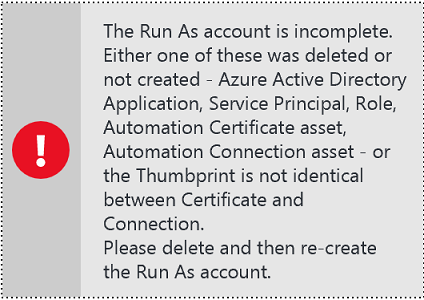 The Run As account is incomplete.
Either one of these was deleted or
not created - Azure Active Directory
Application, Service Principal, Role,
Automation Certificate asset,
Automation Connection asset - or
the Thumbprint is not identical
between Certificate and
Connection.
Please delete and then re-create
the Run As account.